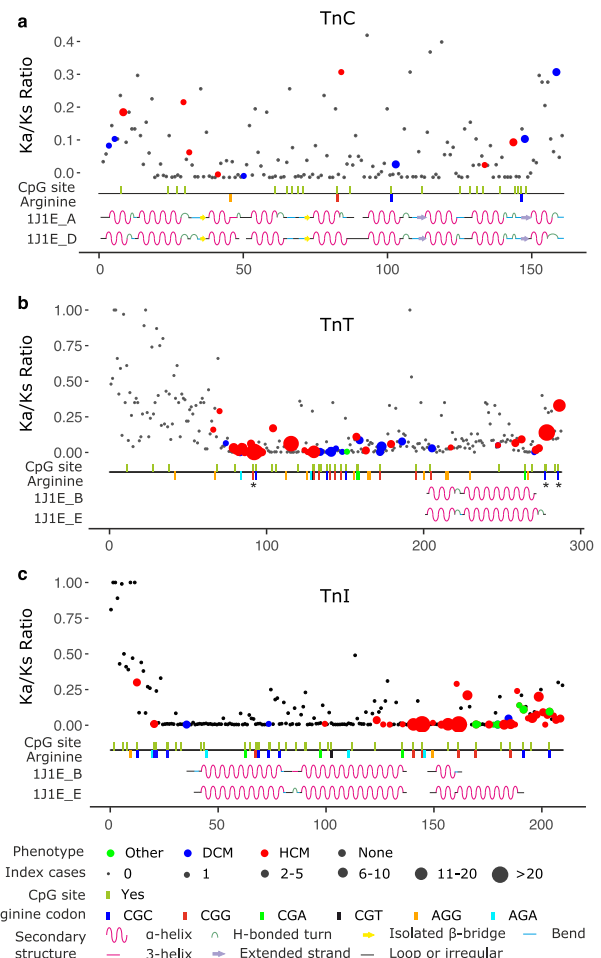 a TnC
Ka/Ks Ratio
0.4
0.3
0.2
0.1
0.0
CpG site
Arginine
1J1E_A
1J1E_D
0 50 100 150
b TnT
Ka/Ks Ratio
1.00
0.75
0.50
0.25
0.00
CpG site
Arginine
* * *
1J1E_B
1J1E_E
0 100 200 300
c TnI
Ka/Ks Ratio
1.00
0.75
0.50
0.25
0.00
CpG site
Arginine
1J1E_B
1J1E_E
0 50 100 150 200
Phenotype Other DCM HCM None
Index cases 0 1 2-5 6-10 11-20 >20
CpG site Yes
ginine codon CGC CGG CGA CGT AGG AGA
Secondary α-helix H-bonded turn Isolated β-bridge Bend
structure 3-helix Extended strand Loop or irregular